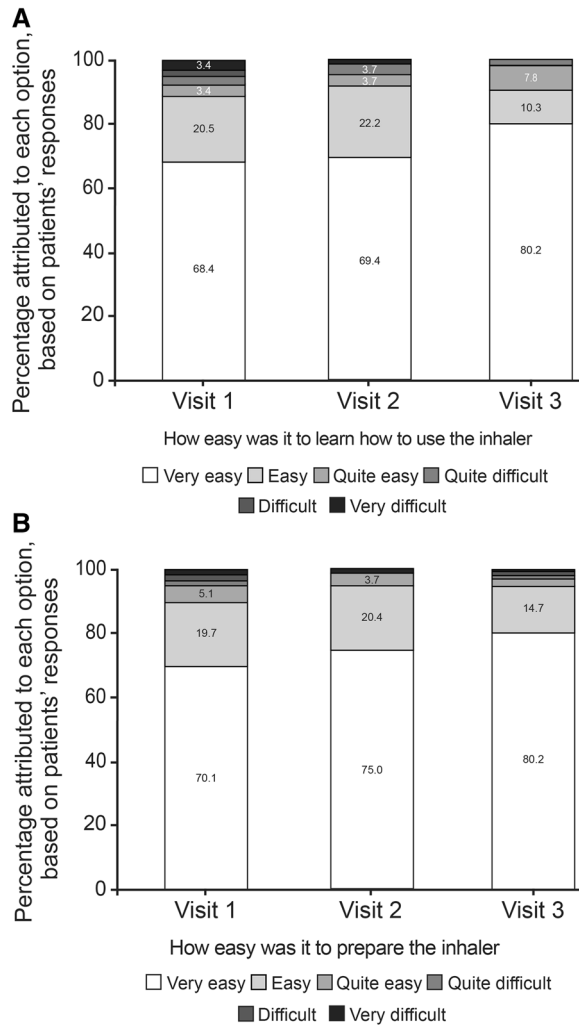 A
Percentage attributed to each option,
based on patients’ responses
100
80
60
40
20
0
3.4
3.4
20.5
68.4
3.7
3.7
22.2
69.4
7.8
10.3
80.2
Visit 1 Visit 2 Visit 3
How easy was it to learn how to use the inhaler
Very easy Easy Quite easy Quite difficult
Difficult Very difficult
B
Percentage attributed to each option,
based on patients’ responses
100
80
60
40
20
0
5.1
19.7
70.1
3.7
20.4
75.0
14.7
80.2
Visit 1 Visit 2 Visit 3
How easy was it to prepare the inhaler
Very easy Easy Quite easy Quite difficult
Difficult Very difficult